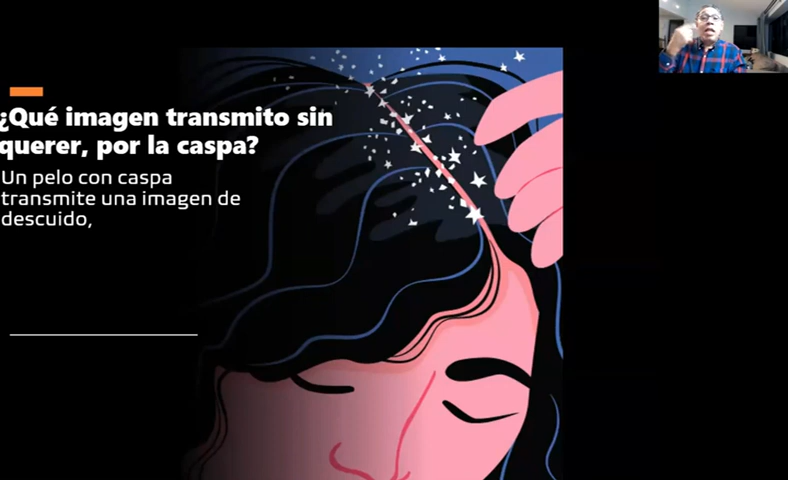 ¿Qué imagen transmito sin
querer, por la caspa?
Un pelo con caspa
transmite una imagen de
descuido,